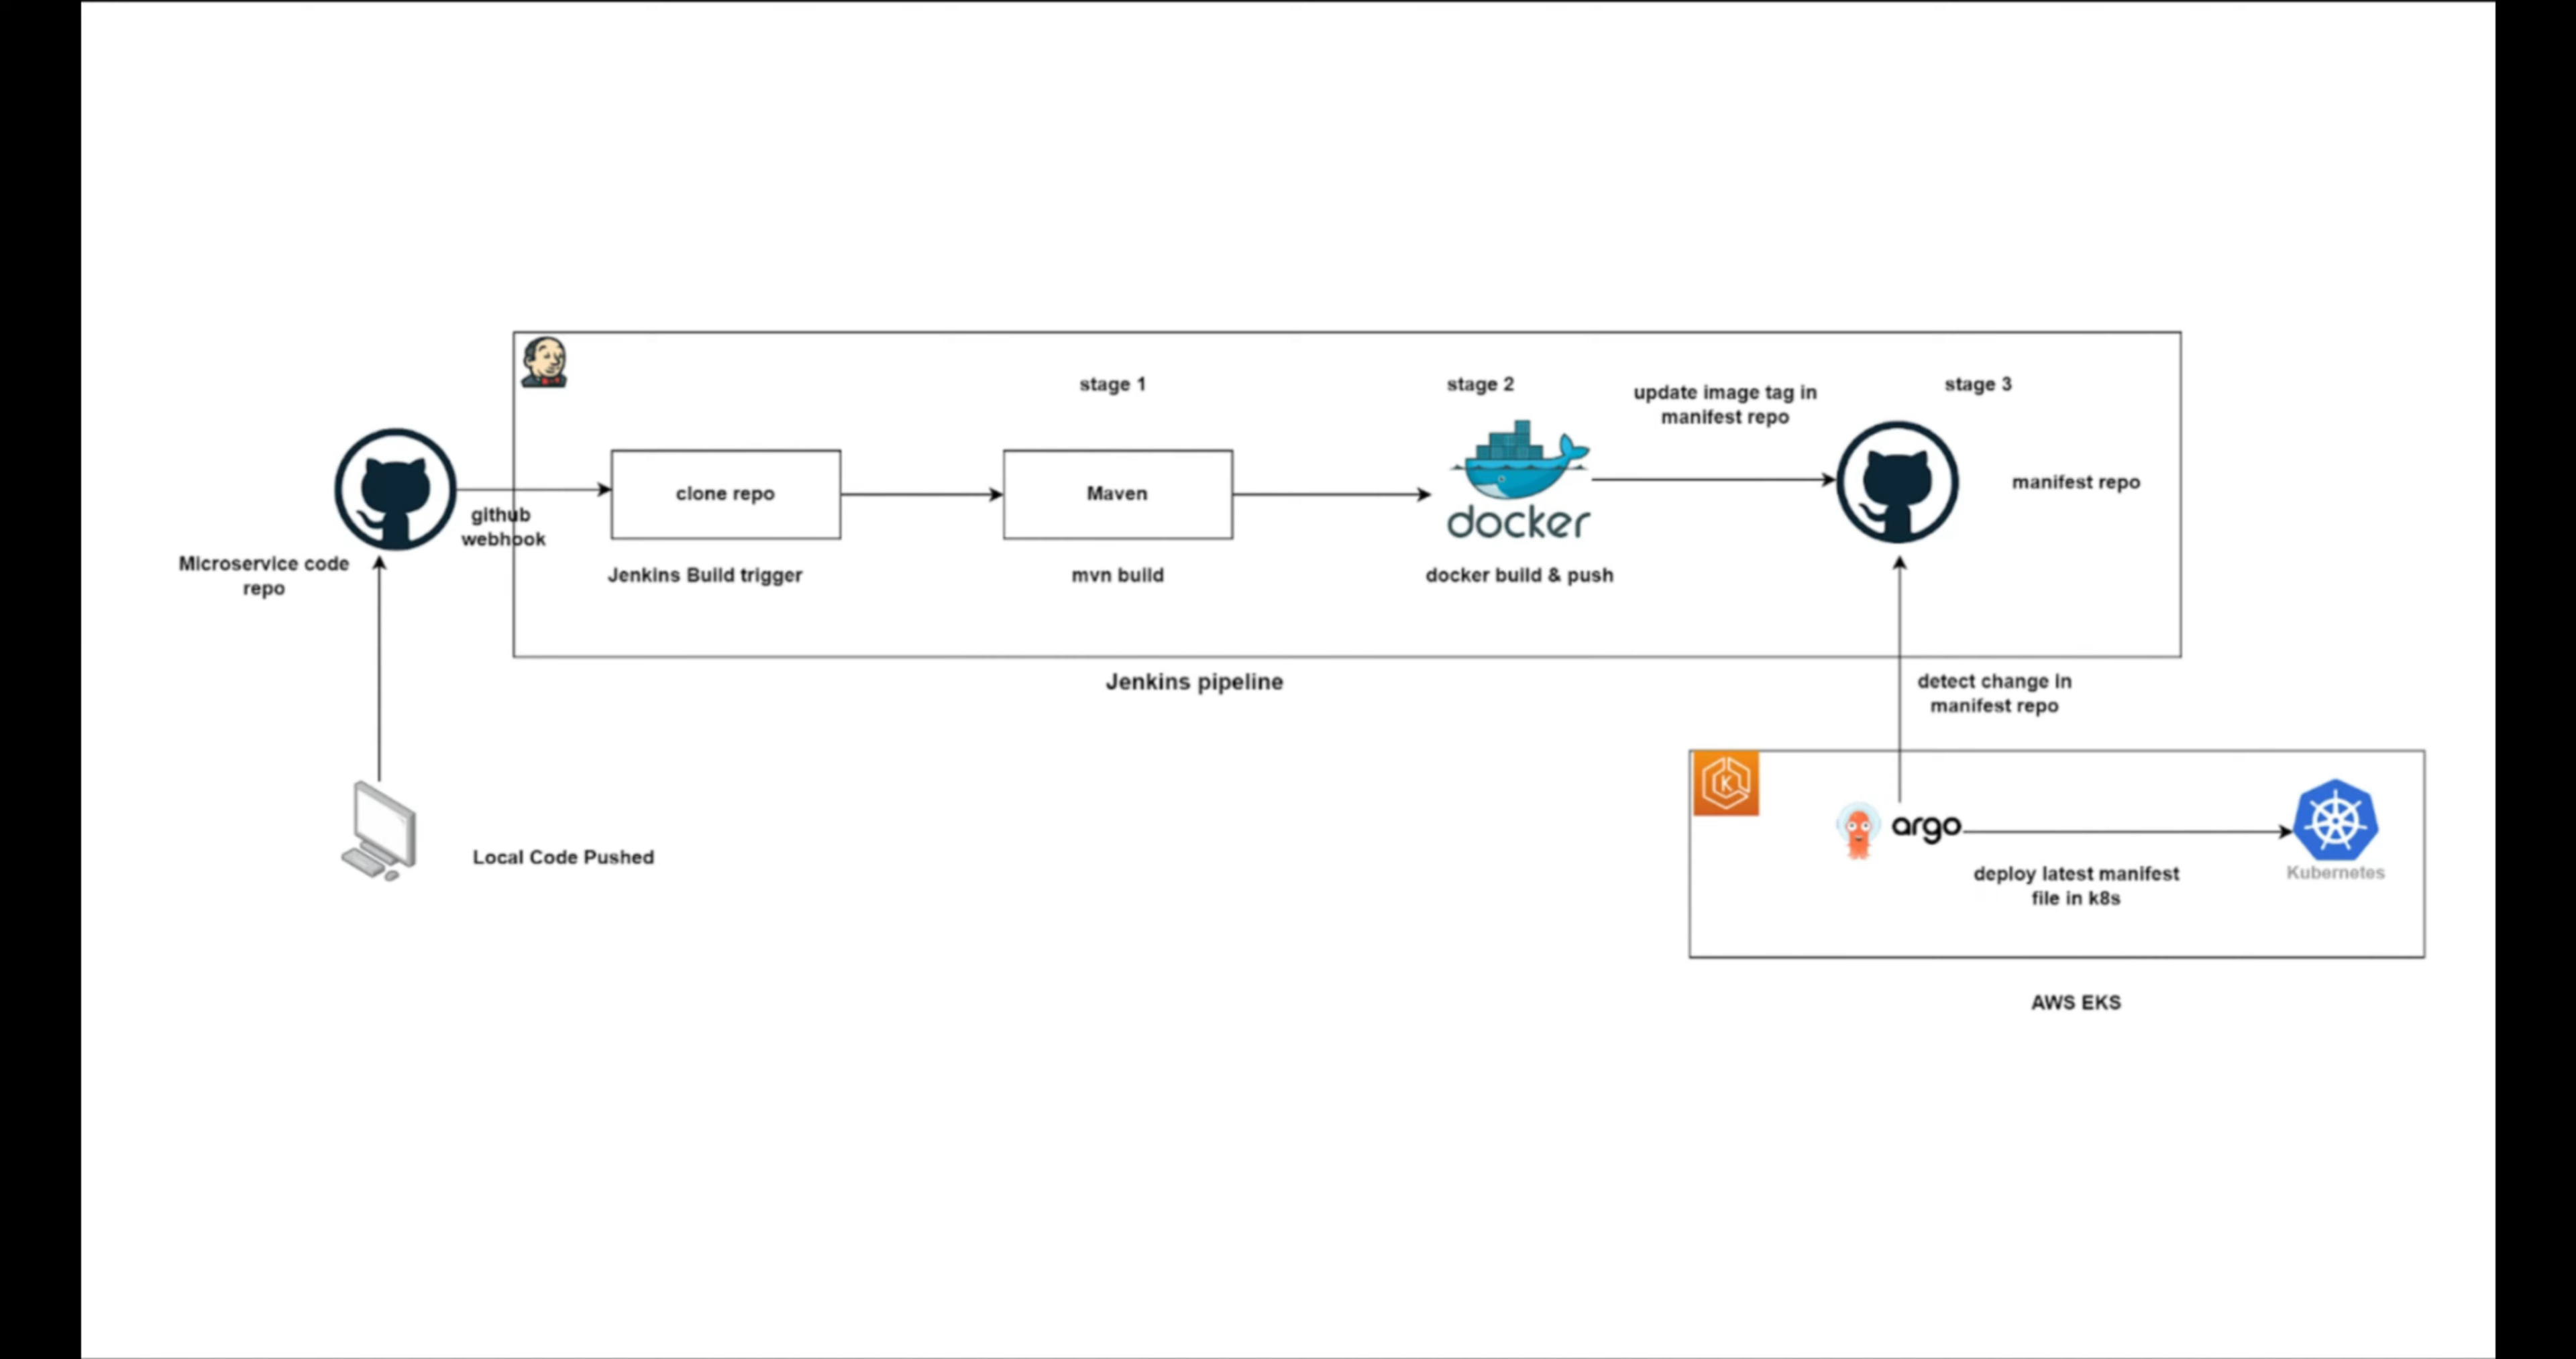 stage 1
stage 2
update image tag in
manifest repo
stage 3
clone repo
Maven
docker
manifest repo
github
webhook
Microservice code
repo
Jenkins Build trigger
mvn build
docker build & push
Jenkins pipeline
detect change in
manifest repo
Local Code Pushed
K
argo
deploy latest manifest
file in k8s
Kubernetes
AWS EKS